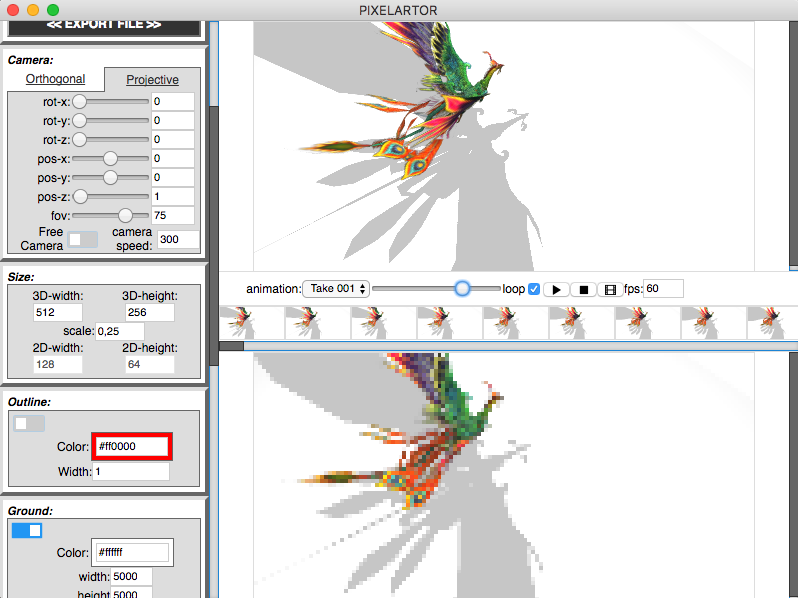 PIXELARTOR
<< EXPORT FILE >>
Camera:
Orthogonal Projective
rot-x: 0
rot-y: 0
rot-z: 0
pos-x: 0
pos-y: 0
pos-z: 1
fov: 75
Free Camera camera speed: 300
Size:
3D-width: 3D-height:
512 256
scale: 0,25
2D-width: 2D-height:
128 64
Outline:
Color: #ff0000
Width: 1
Ground:
Color: #ffffff
width: 5000
height 5000
animation: Take 001 loop fps: 60